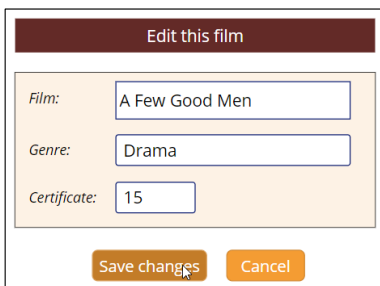 Edit this film
Film: A Few Good Men
Genre: Drama
Certificate: 15
Save changes Cancel